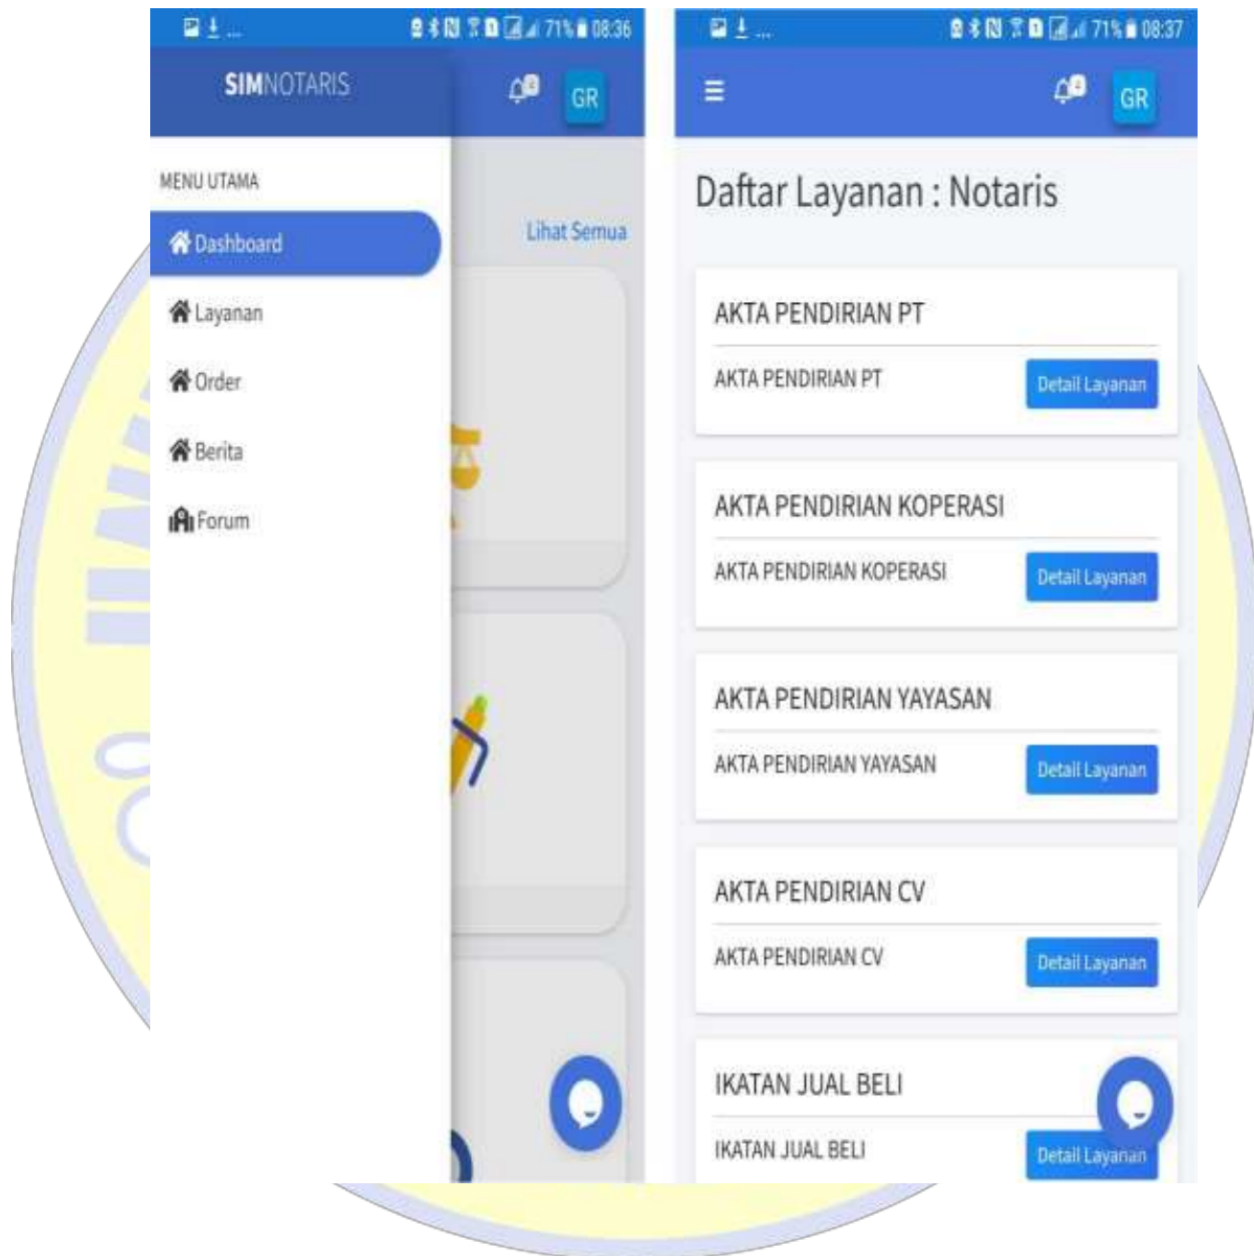 ... 71% 08:36
SIMNOTARIS
GR
MENU UTAMA
Dashboard
Lihat Semua
Layanan
Order
Berita
Forum
... 71% 08:37
GR
Daftar Layanan : Notaris
AKTA PENDIRIAN PT
AKTA PENDIRIAN PT
Detail Layanan
AKTA PENDIRIAN KOPERASI
AKTA PENDIRIAN KOPERASI
Detail Layanan
AKTA PENDIRIAN YAYASAN
AKTA PENDIRIAN YAYASAN
Detail Layanan
AKTA PENDIRIAN CV
AKTA PENDIRIAN CV
Detail Layanan
IKATAN JUAL BELI
IKATAN JUAL BELI
Detail Layanan